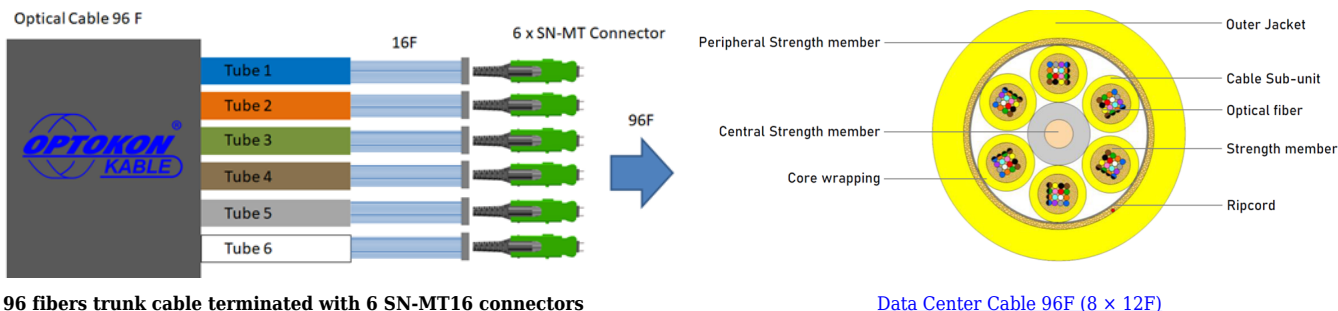 Optical Cable 96 F
16F
6 x SN-MT Connector
Tube 1
Tube 2
Tube 3
Tube 4
Tube 5
Tube 6
OPTOKON®
KABLE
96F
Outer Jacket
Peripheral Strength member
Cable Sub-unit
Optical fiber
Central Strength member
Strength member
Core wrapping
Ripcord
96 fibers trunk cable terminated with 6 SN-MT16 connectors
Data Center Cable 96F (8 × 12F)